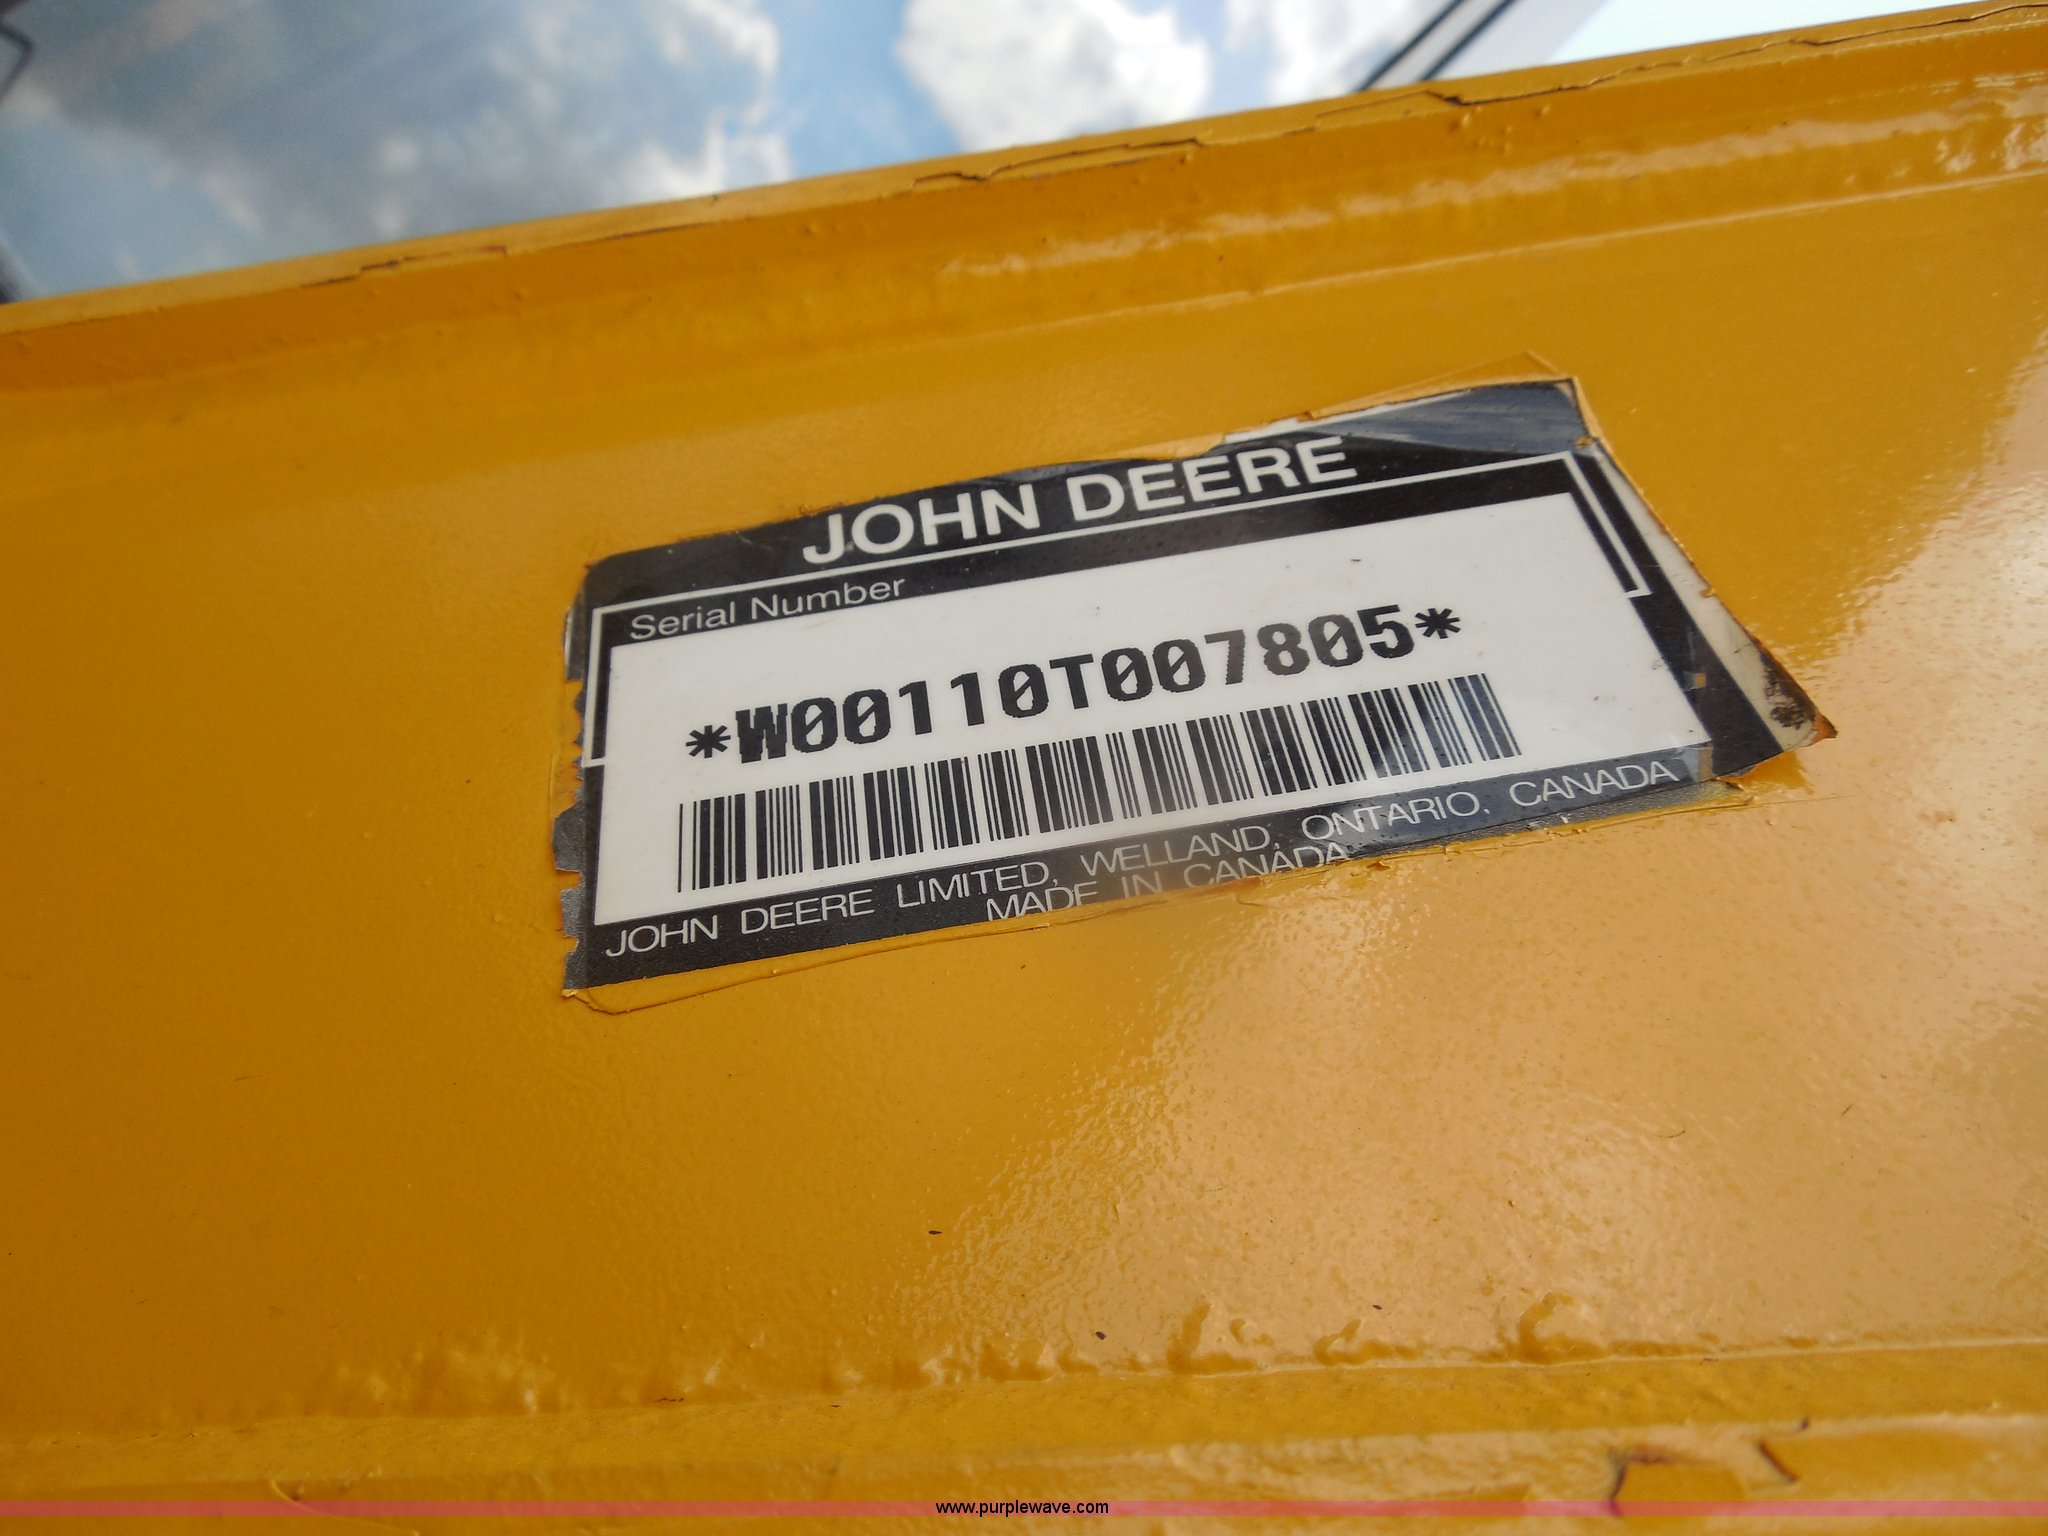 JOHN DEERE
Serial Number
*W00110T007805*
JOHN DEERE LIMITED, WELLAND, ONTARIO, CANADA
MADE IN CANADA
www.purplewave.com